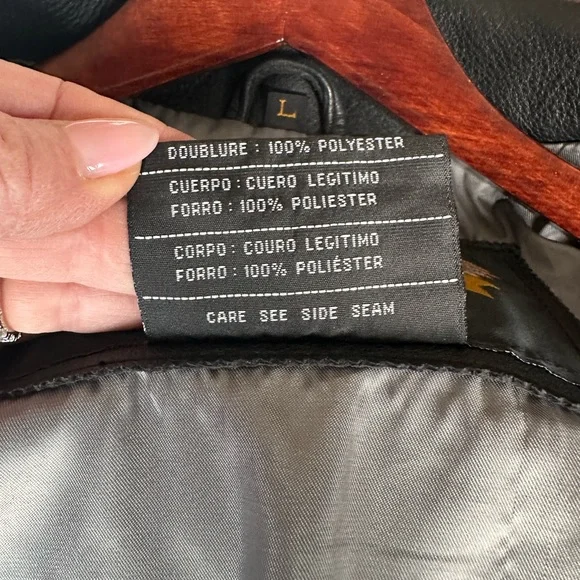 L
DOUBLURE : 100% POLYESTER
CUERPO : CUERO LEGITIMO
FORRO : 100% POLIESTER
CORPO : COURO LEGITIMO
FORRO : 100% POLIÉSTER
CARE SEE SIDE SEAM